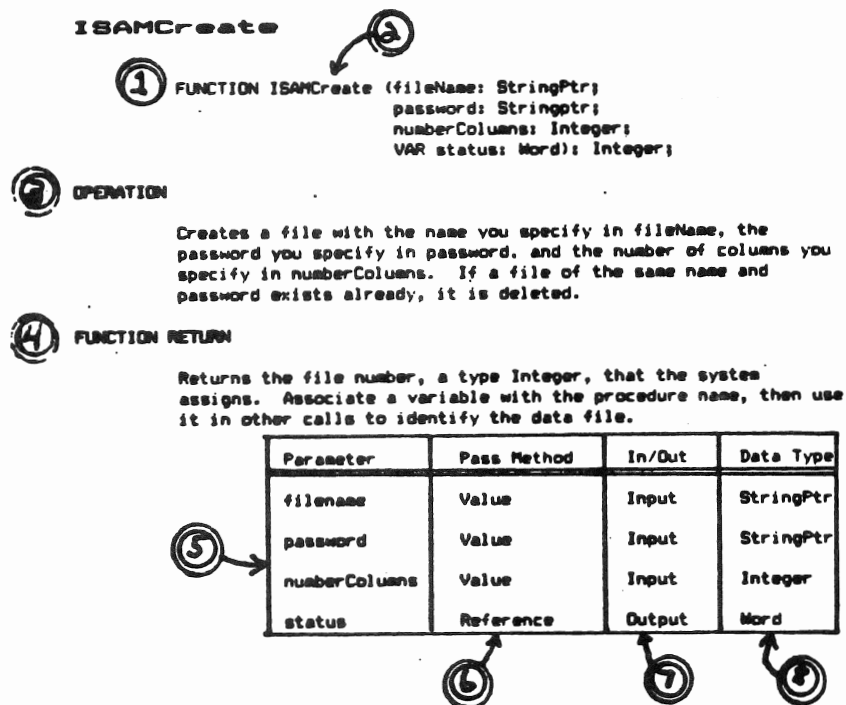 ISAMCreate
2
1 FUNCTION ISAMCreate (fileName: StringPtr;
password: Stringptr;
numberColumns: Integer;
VAR status: Word): Integer;
3 OPERATION
Creates a file with the name you specify in fileName, the
password you specify in password, and the number of columns you
specify in numberColumns. If a file of the same name and
password exists already, it is deleted.
4 FUNCTION RETURN
Returns the file number, a type Integer, that the system
assigns. Associate a variable with the procedure name, then use
it in other calls to identify the data file.
Parameter Pass Method In/Out Data Type
filename Value Input StringPtr
password Value Input StringPtr
5
numberColumns Value Input Integer
status Reference Output Word
6 7 8